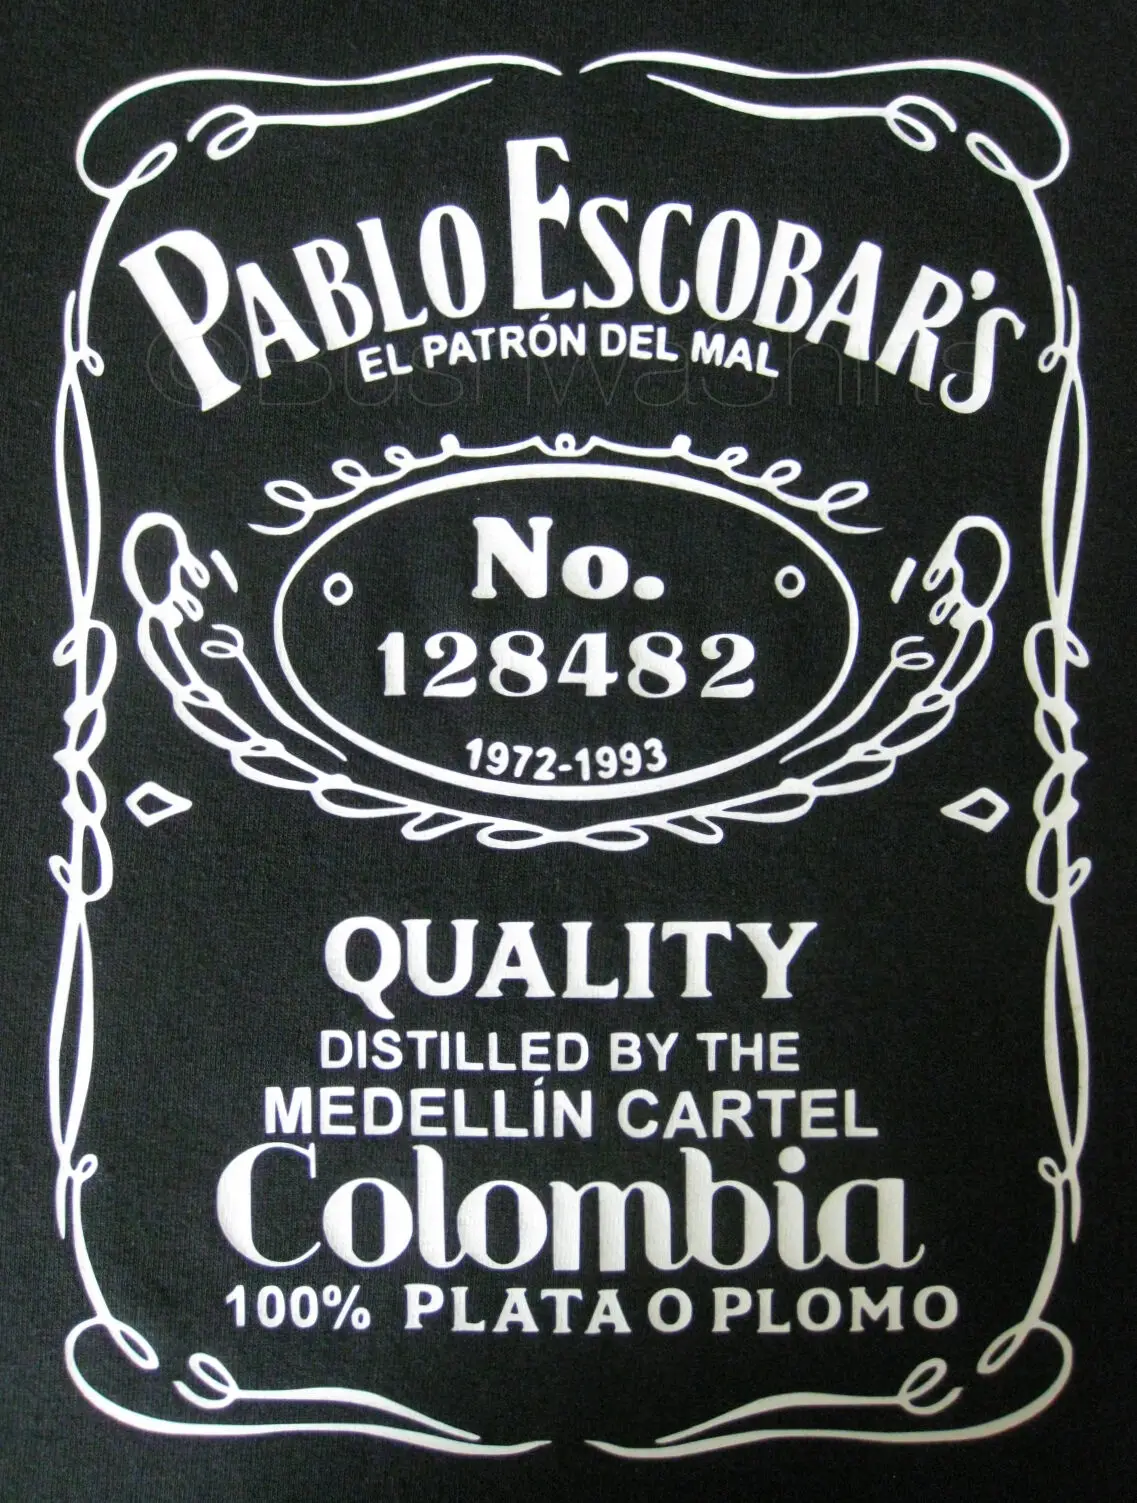 PABLO ESCOBAR'S
EL PATRÓN DEL MAL
©BushwaShirts
No.
128482
1972-1993
QUALITY
DISTILLED BY THE
MEDELLÍN CARTEL
Colombia
100% PLATA O PLOMO